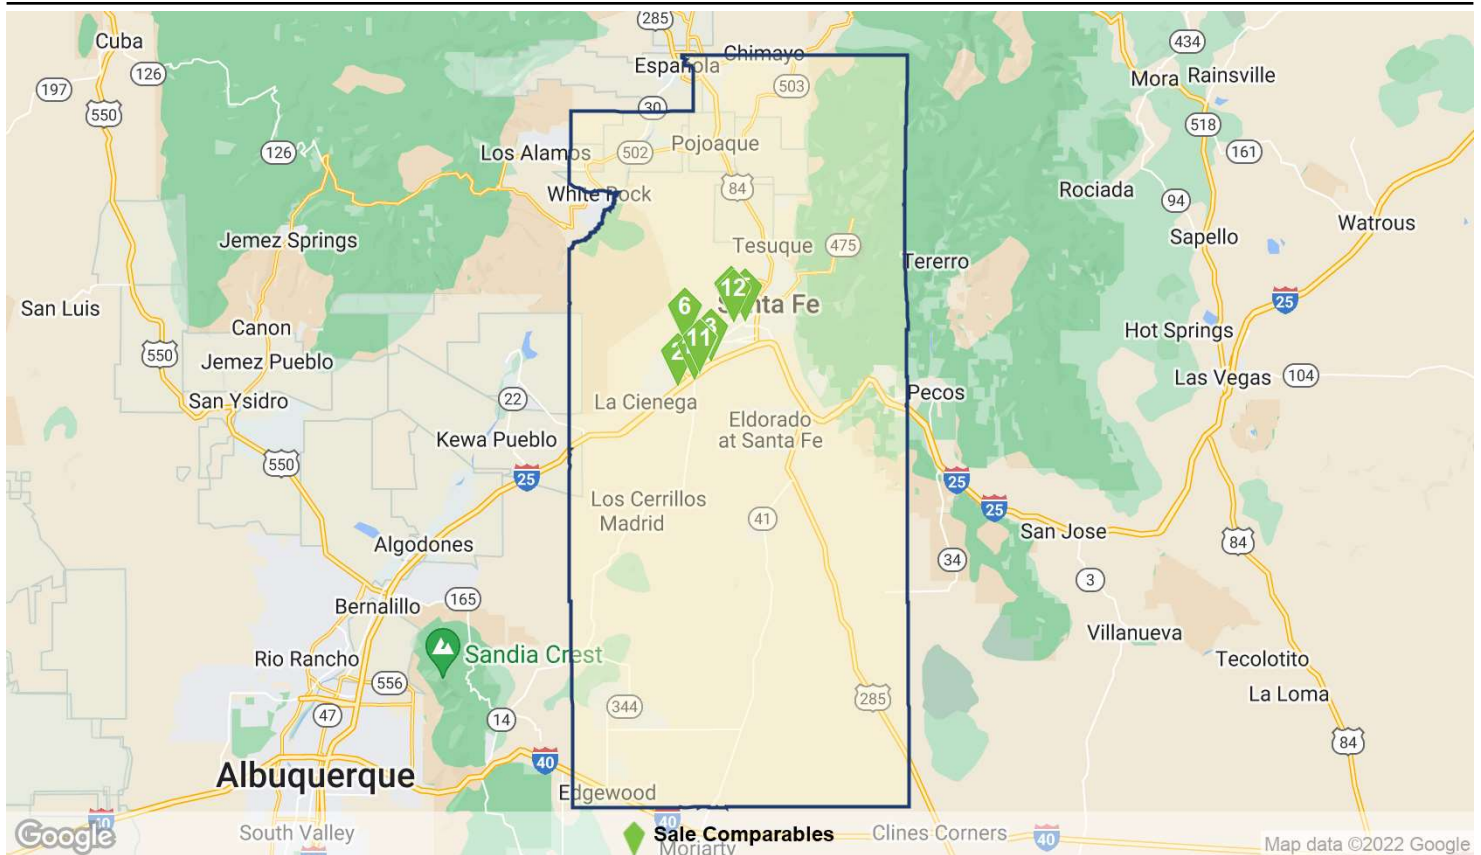 285
Cuba
Chimayo
434
Española
126
126
Mora
Rainsville
197
503
550
30
518
126
Los Alamos
502
Pojoaque
161
White Rock
84
Rociada
94
Watrous
Jemez Springs
Sapello
Tesuque
475
Tererro
San Luis
6
12
Santa Fe
25
Canon
3
Hot Springs
550
Jemez Pueblo
11
2
Las Vegas
104
San Ysidro
22
La Cienega
Pecos
Kewa Pueblo
Eldorado
at Santa Fe
550
25
25
Los Cerrillos
25
Madrid
41
San Jose
Algodones
84
34
3
Bernalillo
165
Villanueva
Rio Rancho
Sandia Crest
Tecolotito
556
La Loma
344
285
47
14
84
Albuquerque
40
Edgewood
40
40
Google
South Valley
Sale Comparables
Clines Corners
40
Moriarty
Map data ©2022 Google